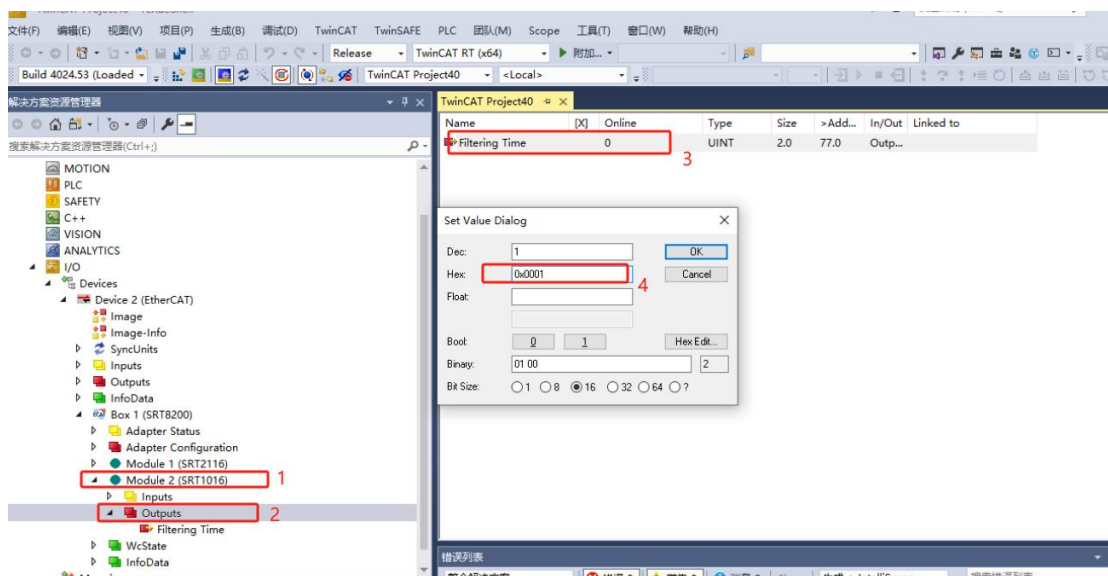 文件(F) 编辑(E) 视图(V) 项目(P) 生成(B) 调试(D) TwinCAT TwinSAFE PLC 团队(M) Scope 工具(T) 窗口(W) 帮助(H)
Release TwinCAT RT (x64) 附加...
Build 4024.53 (Loaded TwinCAT Project40 <Local>
解决方案资源管理器
搜索解决方案资源管理器(Ctrl+;)
MOTION
PLC
SAFETY
C++
VISION
ANALYTICS
I/O
Devices
Device 2 (EtherCAT)
Image
Image-Info
SyncUnits
Inputs
Outputs
InfoData
Box 1 (SRT8200)
Adapter Status
Adapter Configuration
Module 1 (SRT2116)
Module 2 (SRT1016) 1
Inputs
Outputs 2
Filtering Time
WcState
InfoData
TwinCAT Project40
Name [X] Online Type Size >Add... In/Out Linked to
Filtering Time 0 UINT 2.0 77.0 Outp...
3
Set Value Dialog
Dec: 1 OK
Hex: 0x0001 Cancel
4
Float:
Bool: 0 1 Hex Edit...
Binary: 01 00 2
Bit Size: 1 8 16 32 64 ?
错误列表